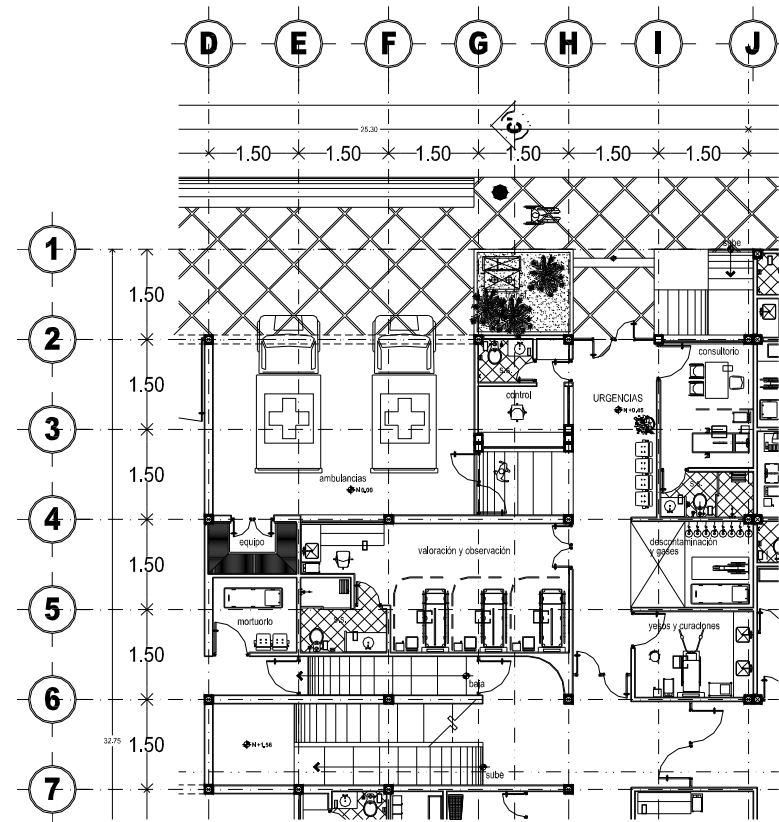 D E F G H I J
C'
25.30
1.50 1.50 1.50 1.50 1.50 1.50
1
sube
1.50
2
consultorio
s.s.
1.50
control
URGENCIAS
N +0.45
3
1.50
ambulancias
s.s.
N 0.00
4
equipo
valoración y observación
descontaminación
y gases
1.50
5
mortuorio
s.s.
yesos y curaciones
1.50
6
baja
32.75
1.50
N +1.56
sube
7